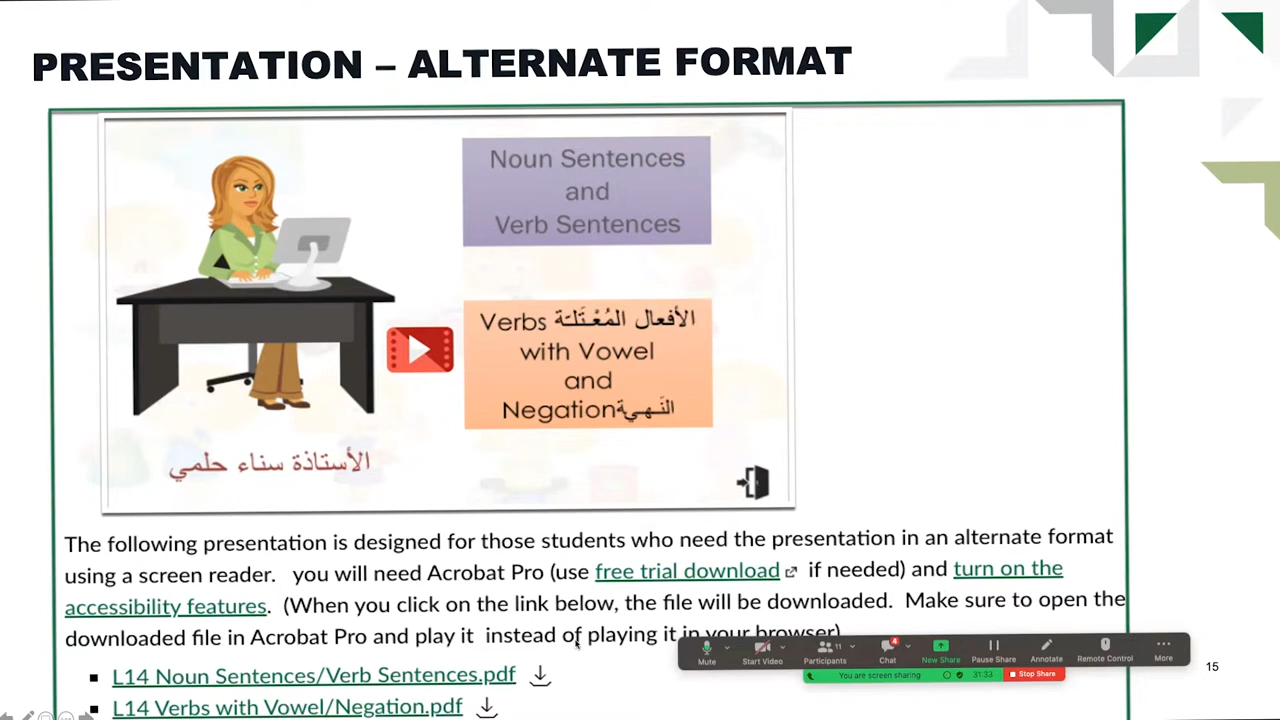 PRESENTATION – ALTERNATE FORMAT
Noun Sentences
and
Verb Sentences
Verbs الأفعال المُعْتَلَة
with Vowel
and
Negation النَهية
الأستاذة سناء حلمي
The following presentation is designed for those students who need the presentation in an alternate format
using a screen reader. you will need Acrobat Pro (use free trial download if needed) and turn on the
accessibility features. (When you click on the link below, the file will be downloaded. Make sure to open the
downloaded file in Acrobat Pro and play it instead of playing it in your browser)
L14 Noun Sentences/Verb Sentences.pdf
L14 Verbs with Vowel/Negation.pdf
Mute
Start Video
11
Participants
4
Chat
New Share
Pause Share
Annotate
Remote Control
More
You are screen sharing
31:33
Stop Share
15